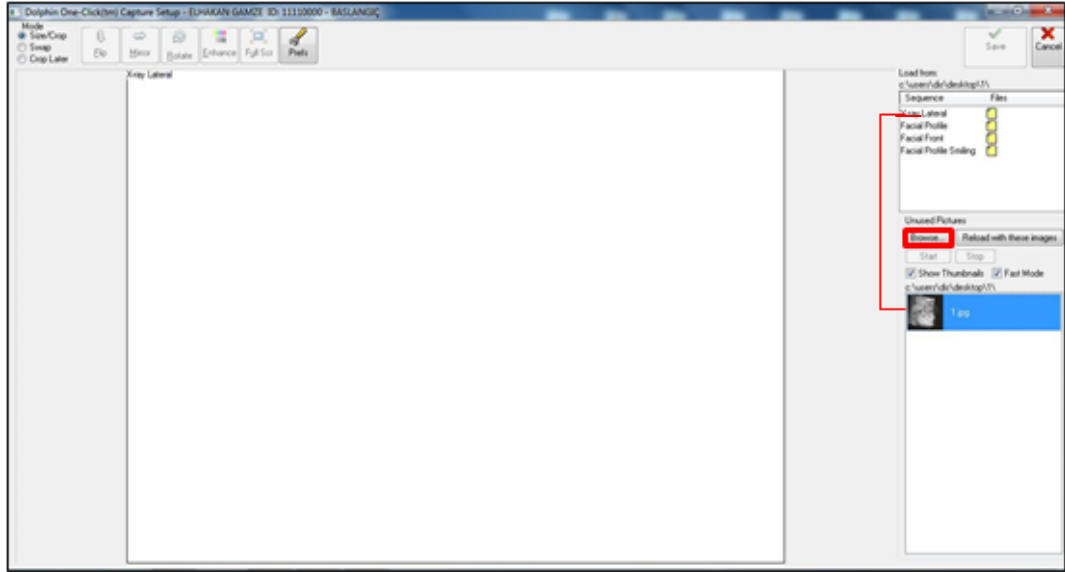 Dolphin One-Click(tm) Capture Setup - ELHAKAN GAMZE ID: 11110000 - BASLANGIÇ
Mode
Size/Crop
Swap
Crop Later
Flip
Mirror
Rotate
Enhance
Full Scr
Prefs
Save
Cancel
X-ray Lateral
Load from:
c:\users\dis\desktop\1\
Sequence Files
X-ray Lateral
Facial Profile
Facial Front
Facial Profile Smiling
Unused Pictures
Browse... Reload with these images
Start Stop
Show Thumbnails Fast Mode
c:\users\dis\desktop\1\
1.jpg